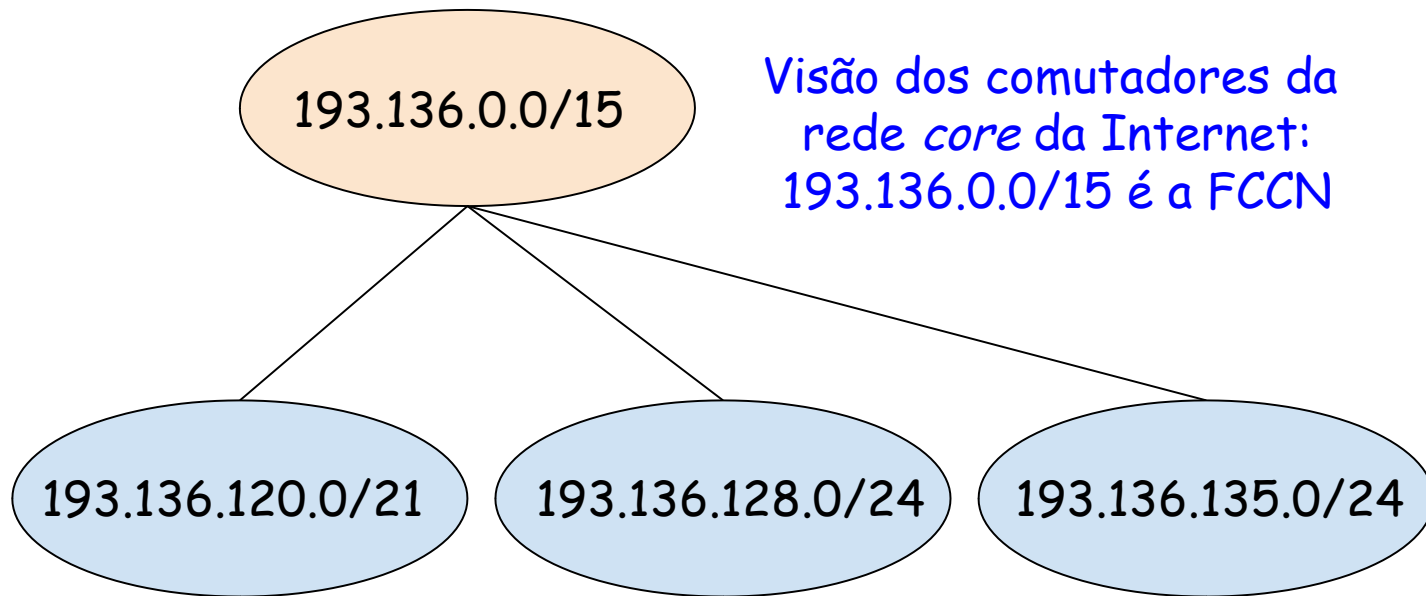 193.136.0.0/15
Visão dos comutadores da
rede core da Internet:
193.136.0.0/15 é a FCCN
193.136.120.0/21
193.136.128.0/24
193.136.135.0/24